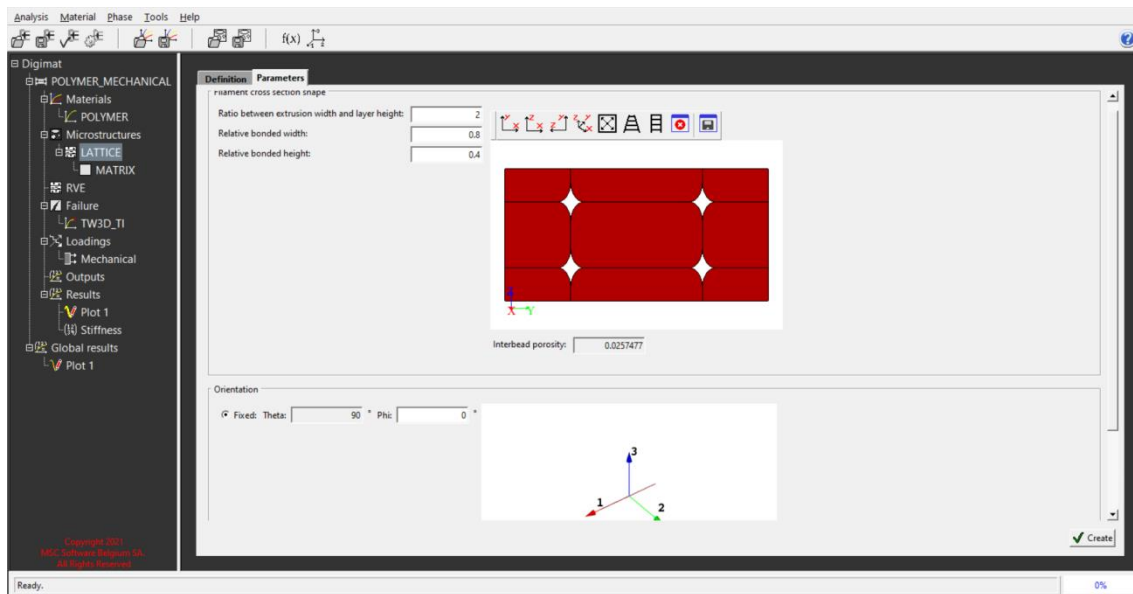 Analysis Material Phase Tools Help
f(x)
Digimat
POLYMER_MECHANICAL
Materials
POLYMER
Microstructures
LATTICE
MATRIX
RVE
Failure
TW3D_TI
Loadings
Mechanical
Outputs
Results
Plot 1
Stiffness
Global results
Plot 1
Copyright 2021
MSC Software Belgium SA.
All Rights Reserved
Definition Parameters
Filament cross section shape
Ratio between extrusion width and layer height: 2
Relative bonded width: 0.8
Relative bonded height: 0.4
X Y
Interbead porosity: 0.0257477
Orientation
Fixed: Theta: 90 ° Phi: 0 °
3
1
2
Create
Ready. 0%